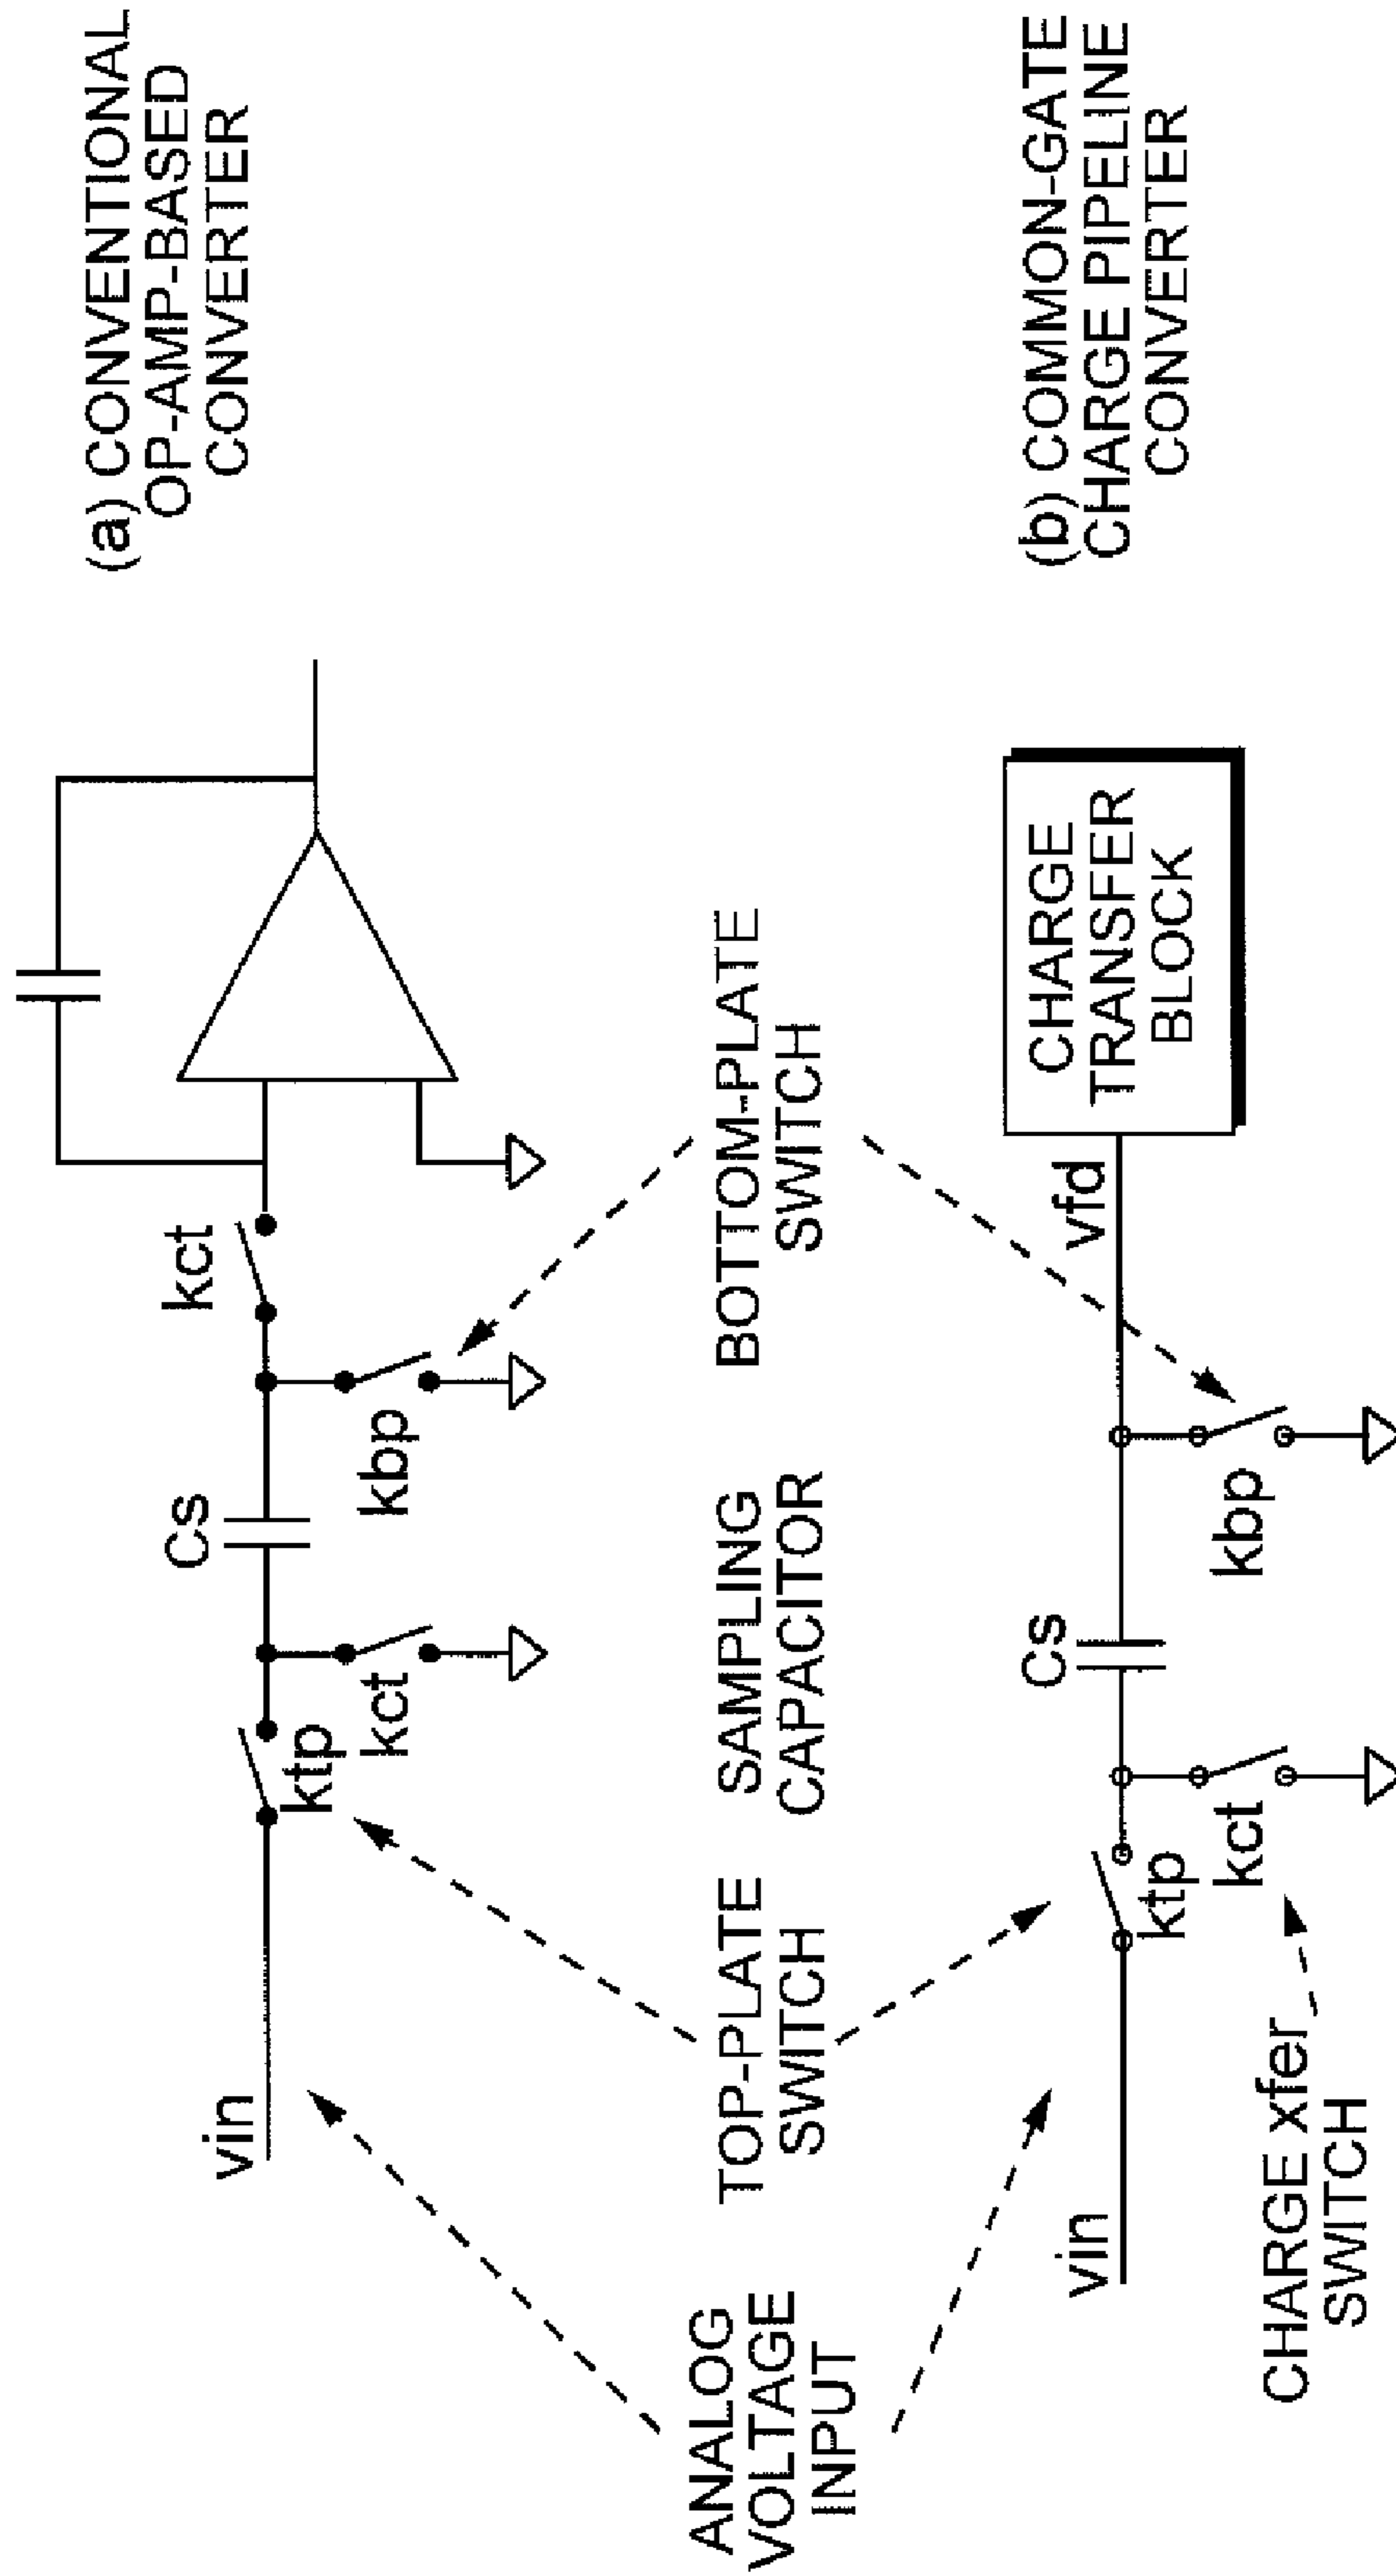 (a) CONVENTIONAL
OP-AMP-BASED
CONVERTER
vin
ktp
kct
Cs
kbp
kct
ANALOG
VOLTAGE
INPUT
TOP-PLATE
SWITCH
SAMPLING
CAPACITOR
BOTTOM-PLATE
SWITCH
(b) COMMON-GATE
CHARGE PIPELINE
CONVERTER
vin
ktp
kct
Cs
kbp
vfd
CHARGE
TRANSFER
BLOCK
CHARGE xfer
SWITCH